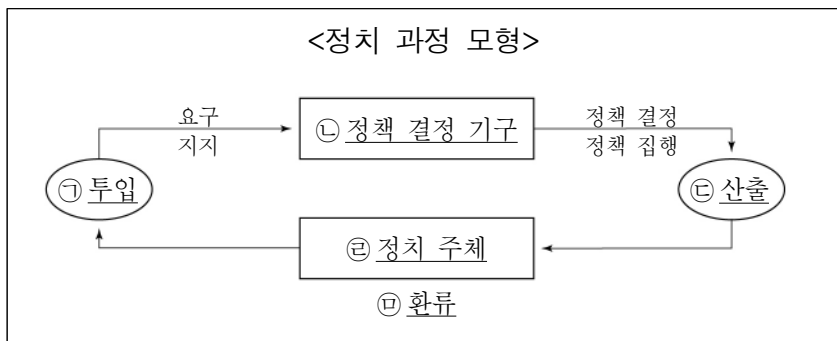 <정치 과정 모형>
요구
지지
㉡ 정책 결정 기구
정책 결정
정책 집행
㉠ 투입
㉢ 산출
㉣ 정치 주체
㉤ 환류